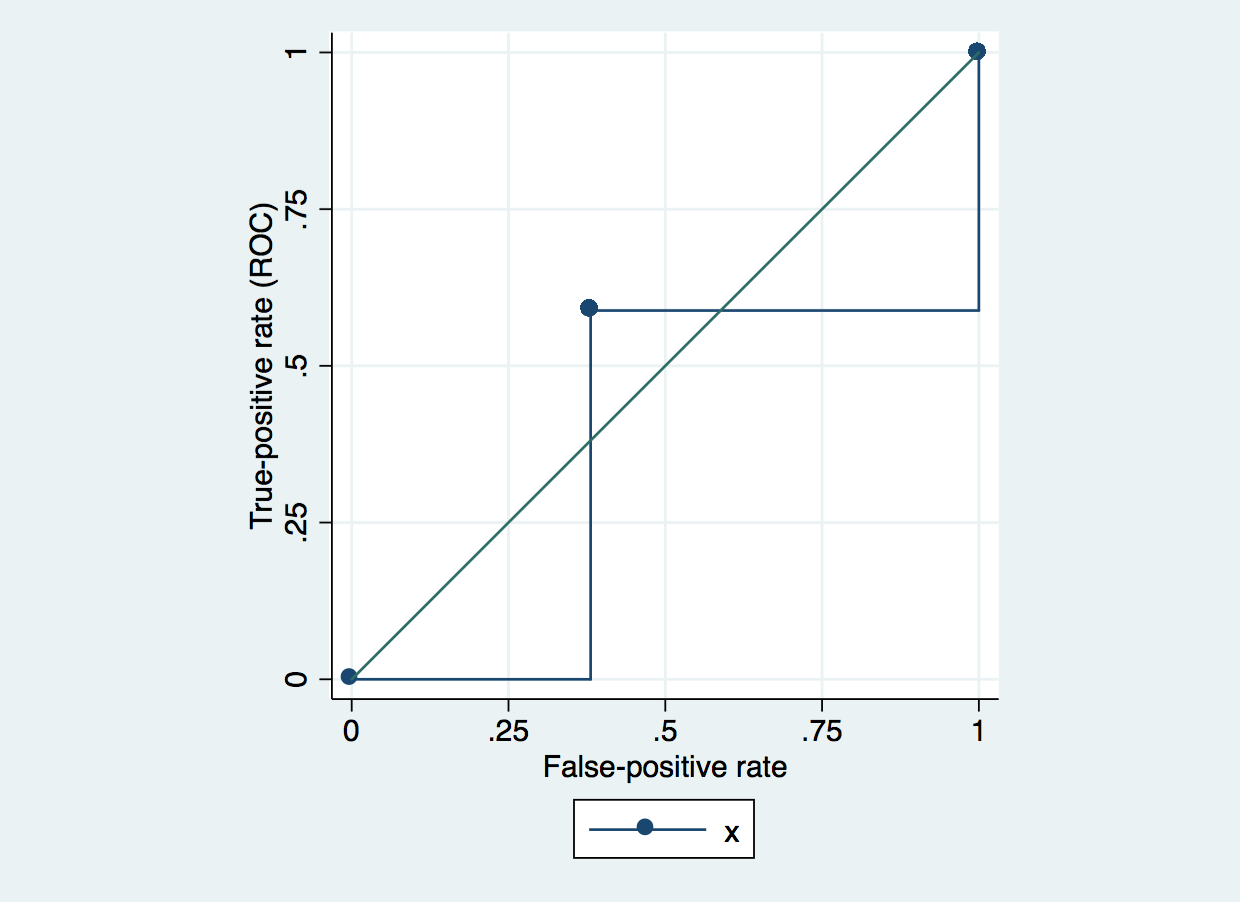 True-positive rate (ROC)
1
.75
.5
.25
0
0 .25 .5 .75 1
False-positive rate
x